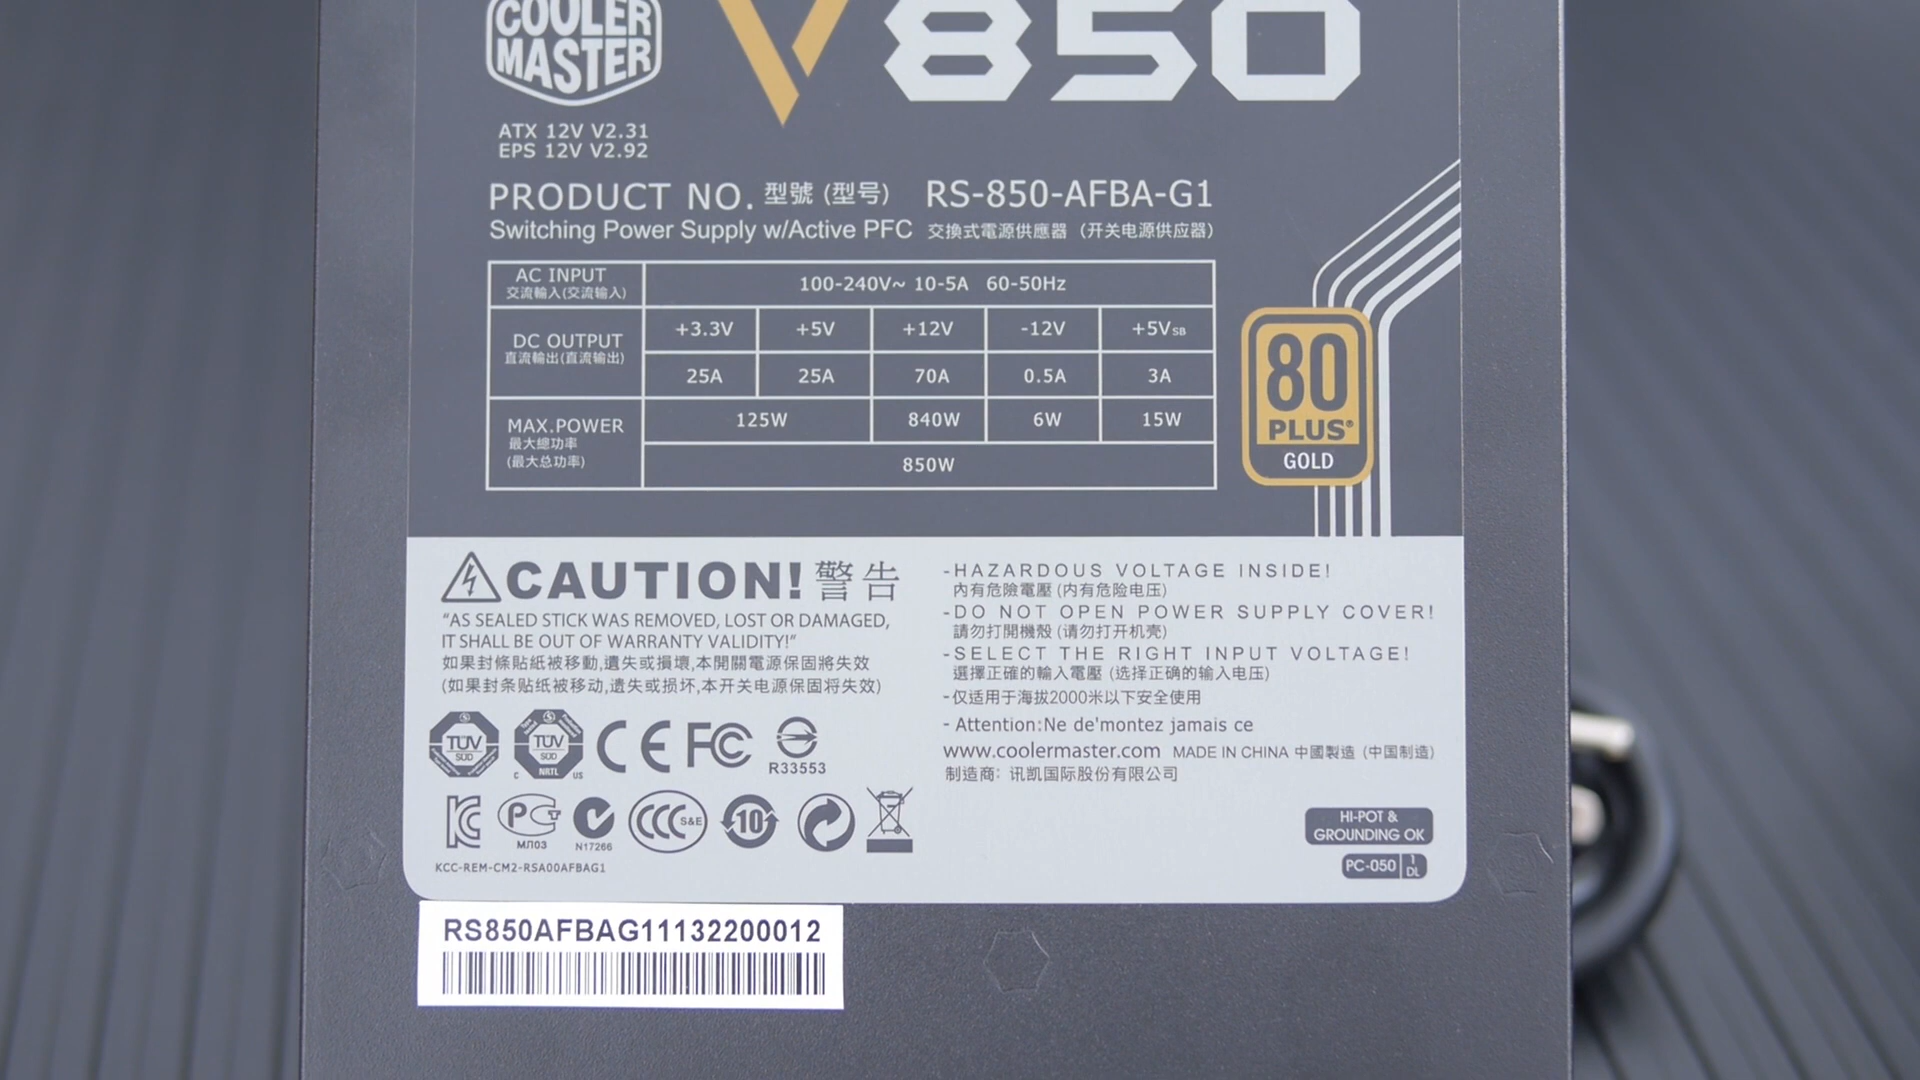 COOLER
MASTER
V850
ATX 12V V2.31
EPS 12V V2.92
PRODUCT NO. 型號 (型号) RS-850-AFBA-G1
Switching Power Supply w/Active PFC 交換式電源供應器 (开关电源供应器)
AC INPUT
交流輸入(交流输入)
100-240V~ 10-5A 60-50Hz
DC OUTPUT
直流輸出(直流输出)
+3.3V +5V +12V -12V +5VSB
25A 25A 70A 0.5A 3A
MAX.POWER
最大總功率
(最大总功率)
125W 840W 6W 15W
850W
80
PLUS®
GOLD
CAUTION! 警告
"AS SEALED STICK WAS REMOVED, LOST OR DAMAGED,
IT SHALL BE OUT OF WARRANTY VALIDITY!"
如果封條貼紙被移動,遺失或損壞,本開關電源保固將失效
(如果封条贴纸被移动,遗失或损坏,本开关电源保固将失效)
-HAZARDOUS VOLTAGE INSIDE!
內有危險電壓 (内有危险电压)
-DO NOT OPEN POWER SUPPLY COVER!
請勿打開機殼 (请勿打开机壳)
-SELECT THE RIGHT INPUT VOLTAGE!
選擇正確的輸入電壓 (选择正确的输入电压)
-仅适用于海拔2000米以下安全使用
- Attention:Ne de'montez jamais ce
www.coolermaster.com MADE IN CHINA 中國製造 (中国制造)
制造商: 讯凯国际股份有限公司
TÜV
SÜD
TÜV
SÜD
NRTL
C US
CE FC
R33553
PCT
МЛ03
N17266
CCC S&E
10
KCC-REM-CM2-RSA00AFBAG1
HI-POT &
GROUNDING OK
PC-050 1
DL
RS850AFBAG11132200012